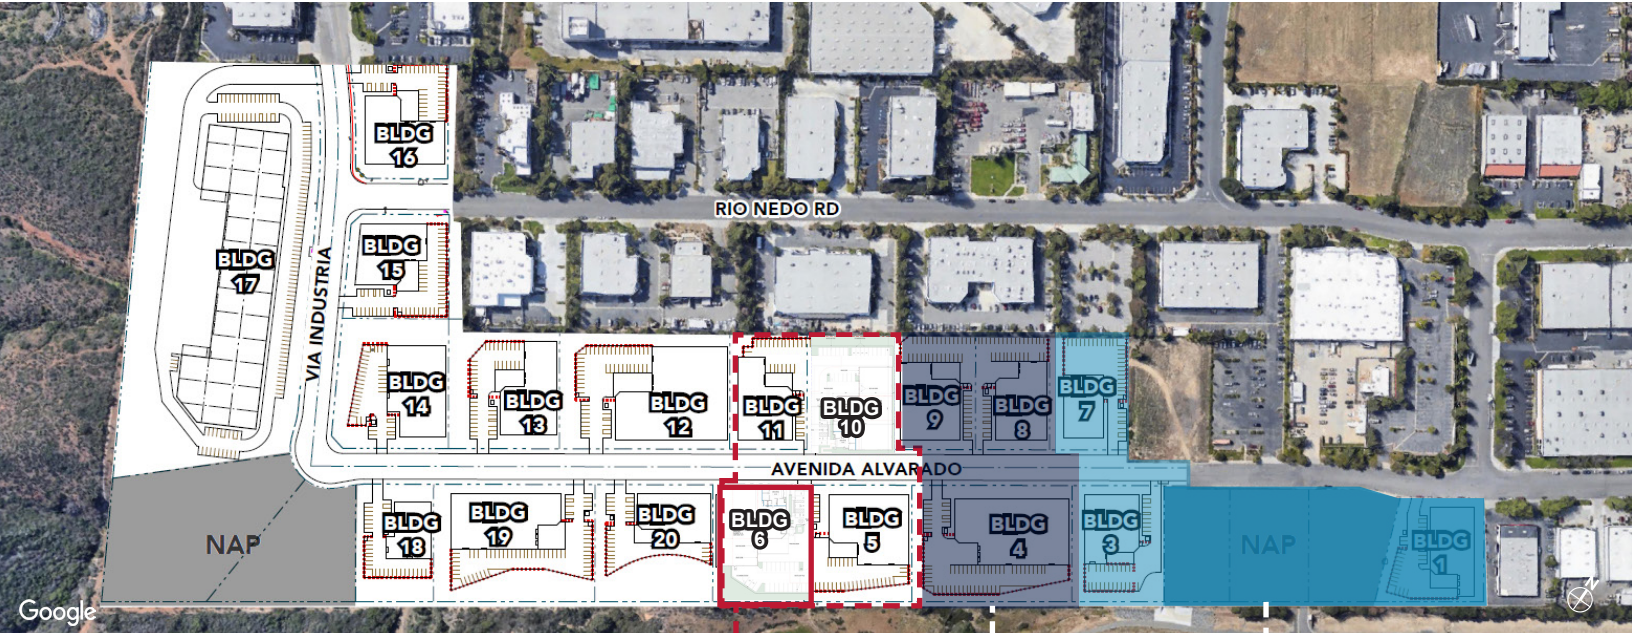 BLDG
16
RIO NEDO RD
BLDG
15
BLDG
17
VIA INDUSTRIA
BLDG
14
BLDG
13
BLDG
12
BLDG
11
BLDG
10
BLDG
9
BLDG
8
BLDG
7
AVENIDA ALVARADO
BLDG
18
BLDG
19
BLDG
20
BLDG
6
BLDG
5
BLDG
4
BLDG
3
NAP
BLDG
1
NAP
Google
N